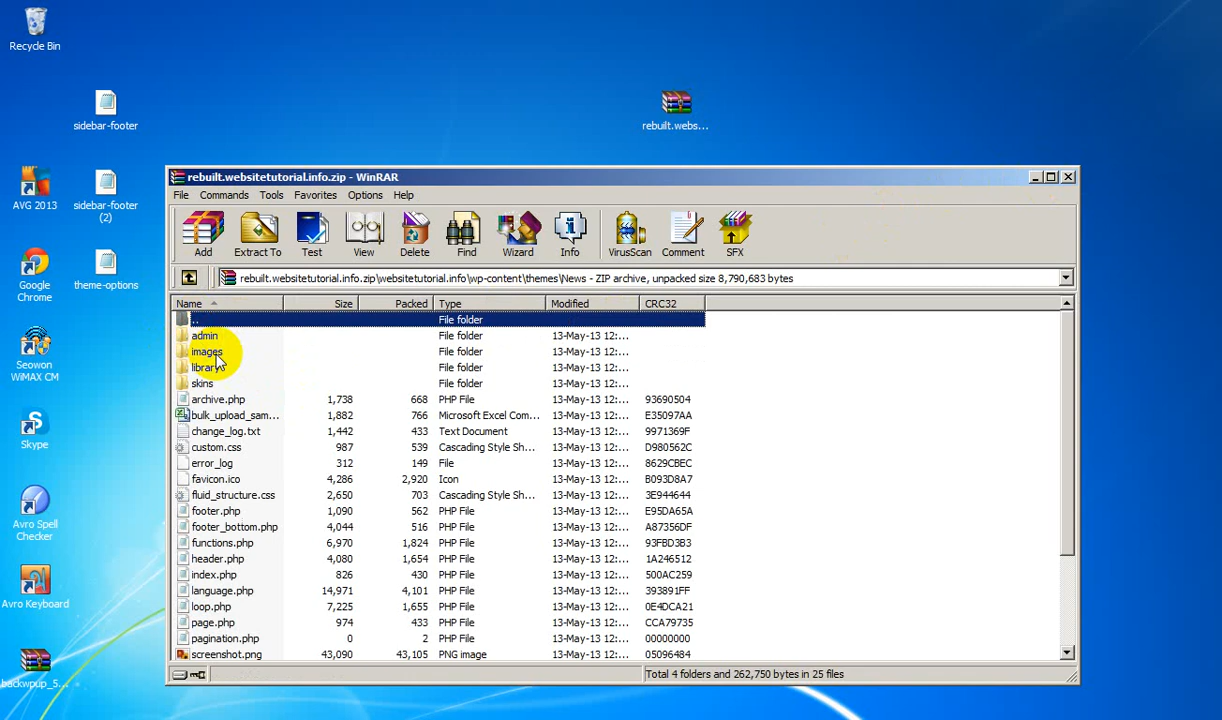 Recycle Bin
sidebar-footer
rebuilt.webs...
AVG 2013
sidebar-footer
(2)
Google
Chrome
theme-options
Seowon
WiMAX CM
Skype
Avro Spell
Checker
Avro Keyboard
backwpup_5...
rebuilt.websitetutorial.info.zip - WinRAR
File Commands Tools Favorites Options Help
Add Extract To Test View Delete Find Wizard Info VirusScan Comment SFX
rebuilt.websitetutorial.info.zip\websitetutorial.info\wp-content\themes\News - ZIP archive, unpacked size 8,790,683 bytes
Name Size Packed Type Modified CRC32
.. File folder
admin File folder 13-May-13 12:...
images File folder 13-May-13 12:...
library File folder 13-May-13 12:...
skins File folder 13-May-13 12:...
archive.php 1,738 668 PHP File 13-May-13 12:... 93690504
bulk_upload_sam... 1,882 766 Microsoft Excel Com... 13-May-13 12:... E35097AA
change_log.txt 1,442 433 Text Document 13-May-13 12:... 9971369F
custom.css 987 539 Cascading Style Sh... 13-May-13 12:... D980562C
error_log 312 149 File 13-May-13 12:... 8629CBEC
favicon.ico 4,286 2,920 Icon 13-May-13 12:... B093D8A7
fluid_structure.css 2,650 703 Cascading Style Sh... 13-May-13 12:... 3E944644
footer.php 1,090 562 PHP File 13-May-13 12:... E95DA65A
footer_bottom.php 4,044 516 PHP File 13-May-13 12:... A87356DF
functions.php 6,970 1,824 PHP File 13-May-13 12:... 93FBD3B3
header.php 4,080 1,654 PHP File 13-May-13 12:... 1A246512
index.php 826 430 PHP File 13-May-13 12:... 500AC259
language.php 14,971 4,101 PHP File 13-May-13 12:... 393891FF
loop.php 7,225 1,655 PHP File 13-May-13 12:... 0E4DCA21
page.php 974 433 PHP File 13-May-13 12:... CCA79735
pagination.php 0 2 PHP File 13-May-13 12:... 00000000
screenshot.png 43,090 43,105 PNG image 13-May-13 12:... 05096484
Total 4 folders and 262,750 bytes in 25 files